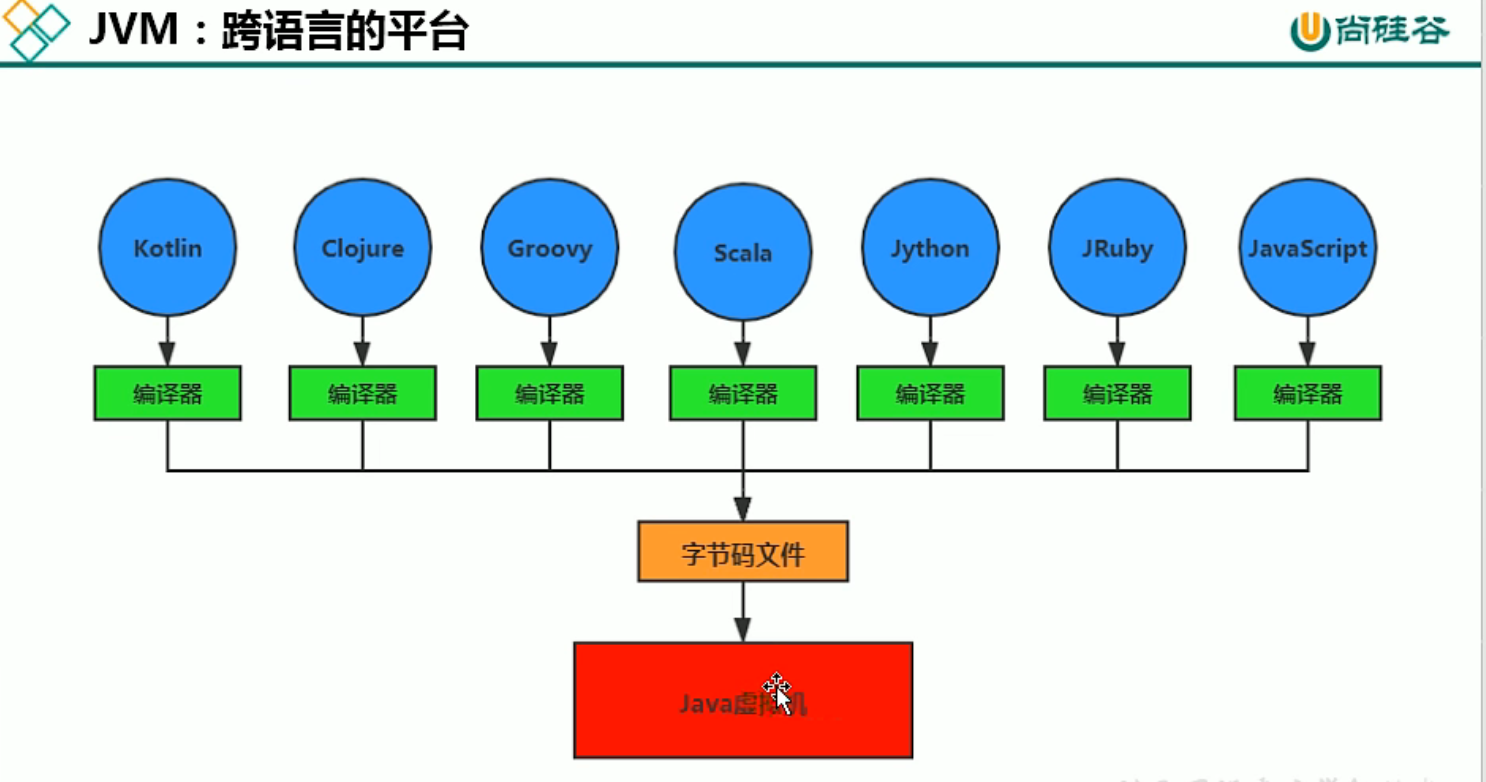 JVM：跨语言的平台
尚硅谷
Kotlin
Clojure
Groovy
Scala
Jython
JRuby
JavaScript
编译器
编译器
编译器
编译器
编译器
编译器
编译器
字节码文件
Java虚拟机